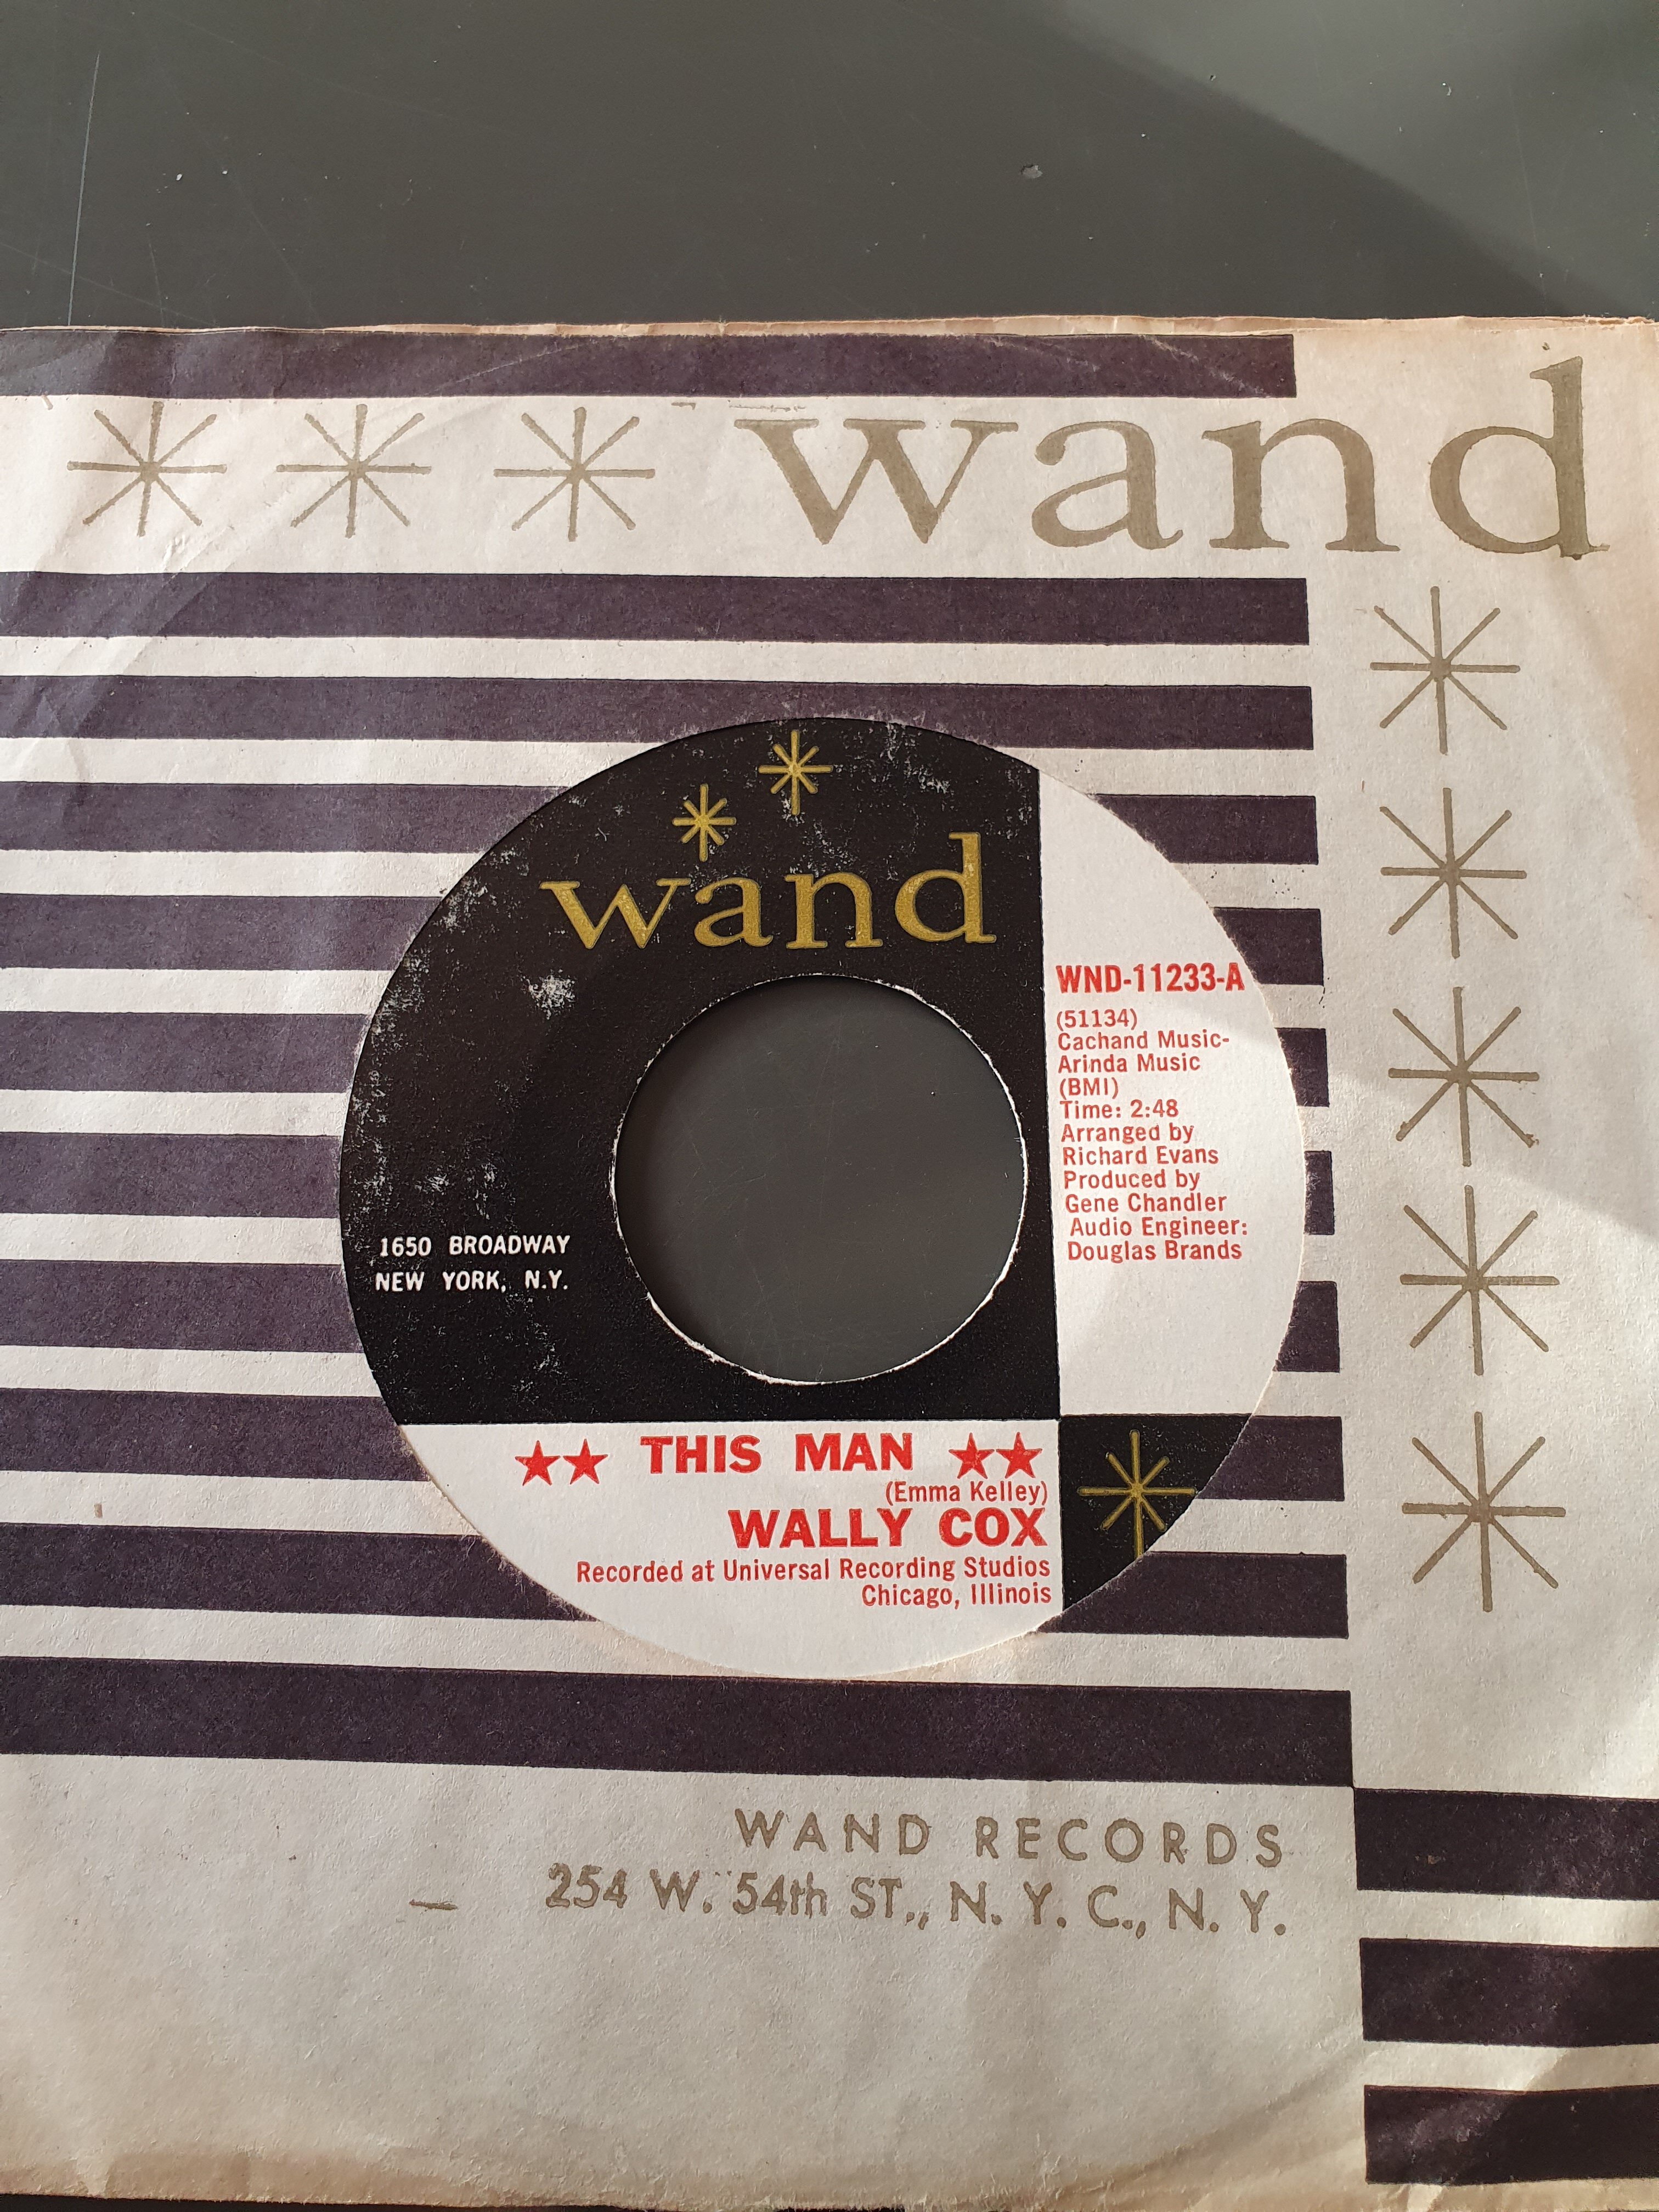 wand
wand
WND-11233-A
(51134)
Cachand Music-
Arinda Music
(BMI)
Time: 2:48
Arranged by
Richard Evans
Produced by
Gene Chandler
Audio Engineer:
Douglas Brands
1650 BROADWAY
NEW YORK, N.Y.
★★ THIS MAN ★★
(Emma Kelley)
WALLY COX
Recorded at Universal Recording Studios
Chicago, Illinois
WAND RECORDS
254 W. 54th ST., N. Y. C., N. Y.